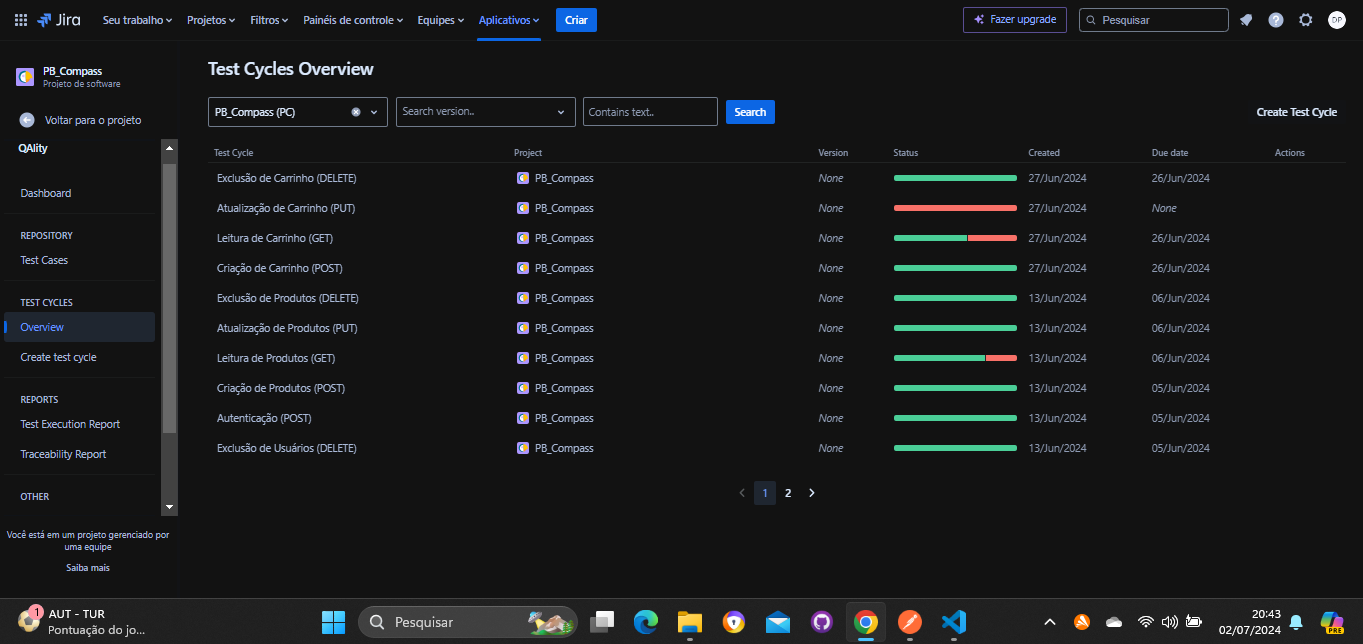 Jira Seu trabalho Projetos Filtros Painéis de controle Equipes Aplicativos Criar Fazer upgrade Pesquisar DP
PB_Compass
Projeto de software
Voltar para o projeto
QAlity
Dashboard
REPOSITORY
Test Cases
TEST CYCLES
Overview
Create test cycle
REPORTS
Test Execution Report
Traceability Report
OTHER
Você está em um projeto gerenciado por
uma equipe
Saiba mais
Test Cycles Overview
PB_Compass (PC) Search version.. Contains text.. Search Create Test Cycle
Test Cycle Project Version Status Created Due date Actions
Exclusão de Carrinho (DELETE) PB_Compass None 27/Jun/2024 26/Jun/2024
Atualização de Carrinho (PUT) PB_Compass None 27/Jun/2024 None
Leitura de Carrinho (GET) PB_Compass None 27/Jun/2024 26/Jun/2024
Criação de Carrinho (POST) PB_Compass None 27/Jun/2024 26/Jun/2024
Exclusão de Produtos (DELETE) PB_Compass None 13/Jun/2024 06/Jun/2024
Atualização de Produtos (PUT) PB_Compass None 13/Jun/2024 06/Jun/2024
Leitura de Produtos (GET) PB_Compass None 13/Jun/2024 06/Jun/2024
Criação de Produtos (POST) PB_Compass None 13/Jun/2024 05/Jun/2024
Autenticação (POST) PB_Compass None 13/Jun/2024 05/Jun/2024
Exclusão de Usuários (DELETE) PB_Compass None 13/Jun/2024 05/Jun/2024
1 2
1 AUT - TUR
Pontuação do jo...
Pesquisar
20:43
02/07/2024
PRE